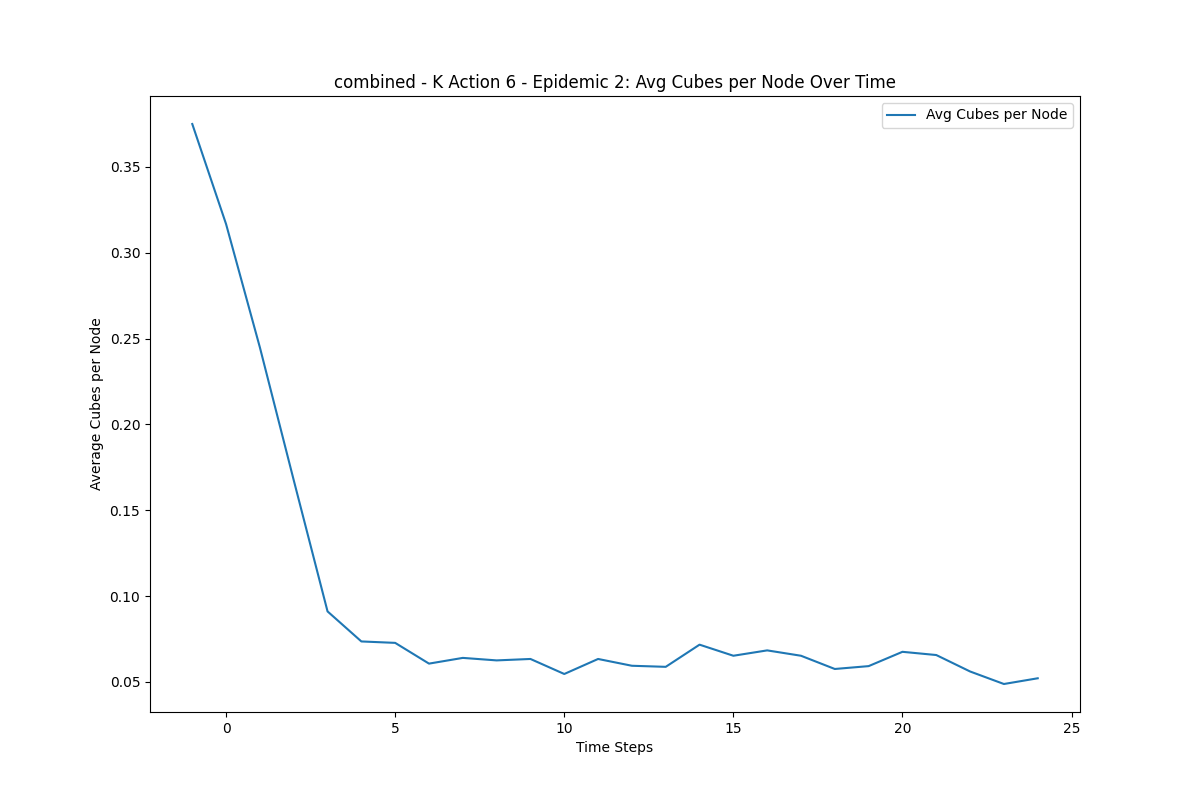 combined - K Action 6 - Epidemic 2: Avg Cubes per Node Over Time
Avg Cubes per Node
Average Cubes per Node
0.35
0.30
0.25
0.20
0.15
0.10
0.05
0 5 10 15 20 25
Time Steps